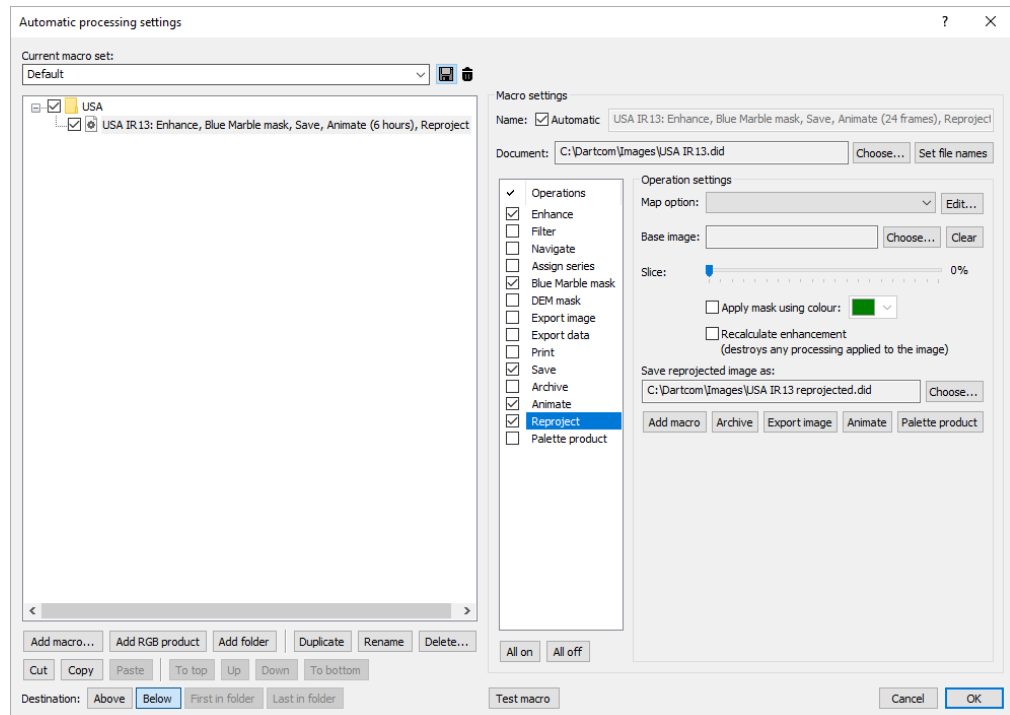 Automatic processing settings
?
Current macro set:
Default
USA
USA IR13: Enhance, Blue Marble mask, Save, Animate (6 hours), Reproject
Add macro... Add RGB product Add folder Duplicate Rename Delete...
Cut Copy Paste To top Up Down To bottom
Destination: Above Below First in folder Last in folder
Macro settings
Name: Automatic USA IR13: Enhance, Blue Marble mask, Save, Animate (24 frames), Reproject
Document: C:\Dartcom\Images\USA IR13.did Choose... Set file names
Operations
Enhance
Filter
Navigate
Assign series
Blue Marble mask
DEM mask
Export image
Export data
Print
Save
Archive
Animate
Reproject
Palette product
All on All off
Operation settings
Map option: Edit...
Base image: Choose... Clear
Slice: 0%
Apply mask using colour:
Recalculate enhancement
(destroys any processing applied to the image)
Save reprojected image as:
C:\Dartcom\Images\USA IR13 reprojected.did Choose...
Add macro Archive Export image Animate Palette product
Test macro Cancel OK